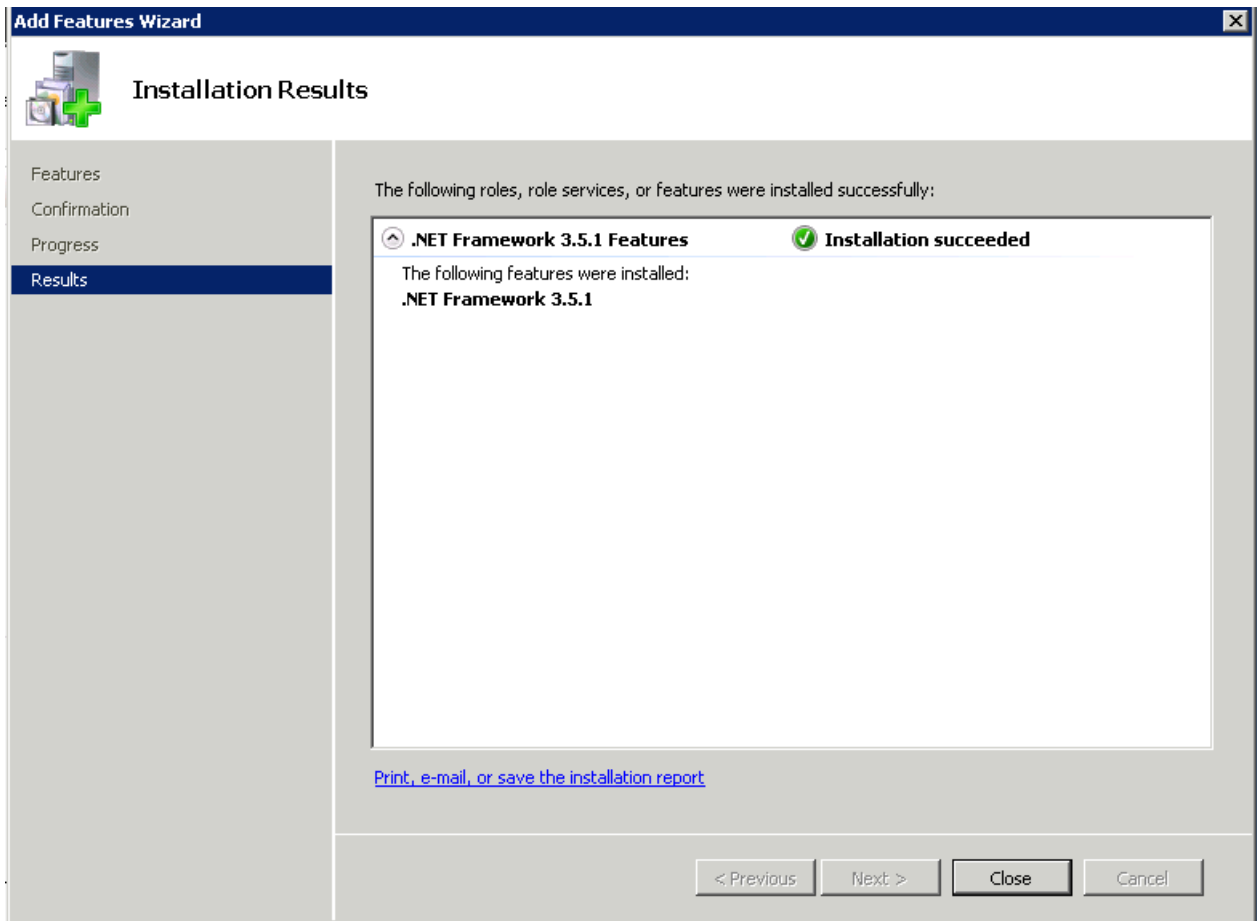 Add Features Wizard
Installation Results
Features
Confirmation
Progress
Results
The following roles, role services, or features were installed successfully:
.NET Framework 3.5.1 Features
Installation succeeded
The following features were installed:
.NET Framework 3.5.1
Print, e-mail, or save the installation report
< Previous
Next >
Close
Cancel